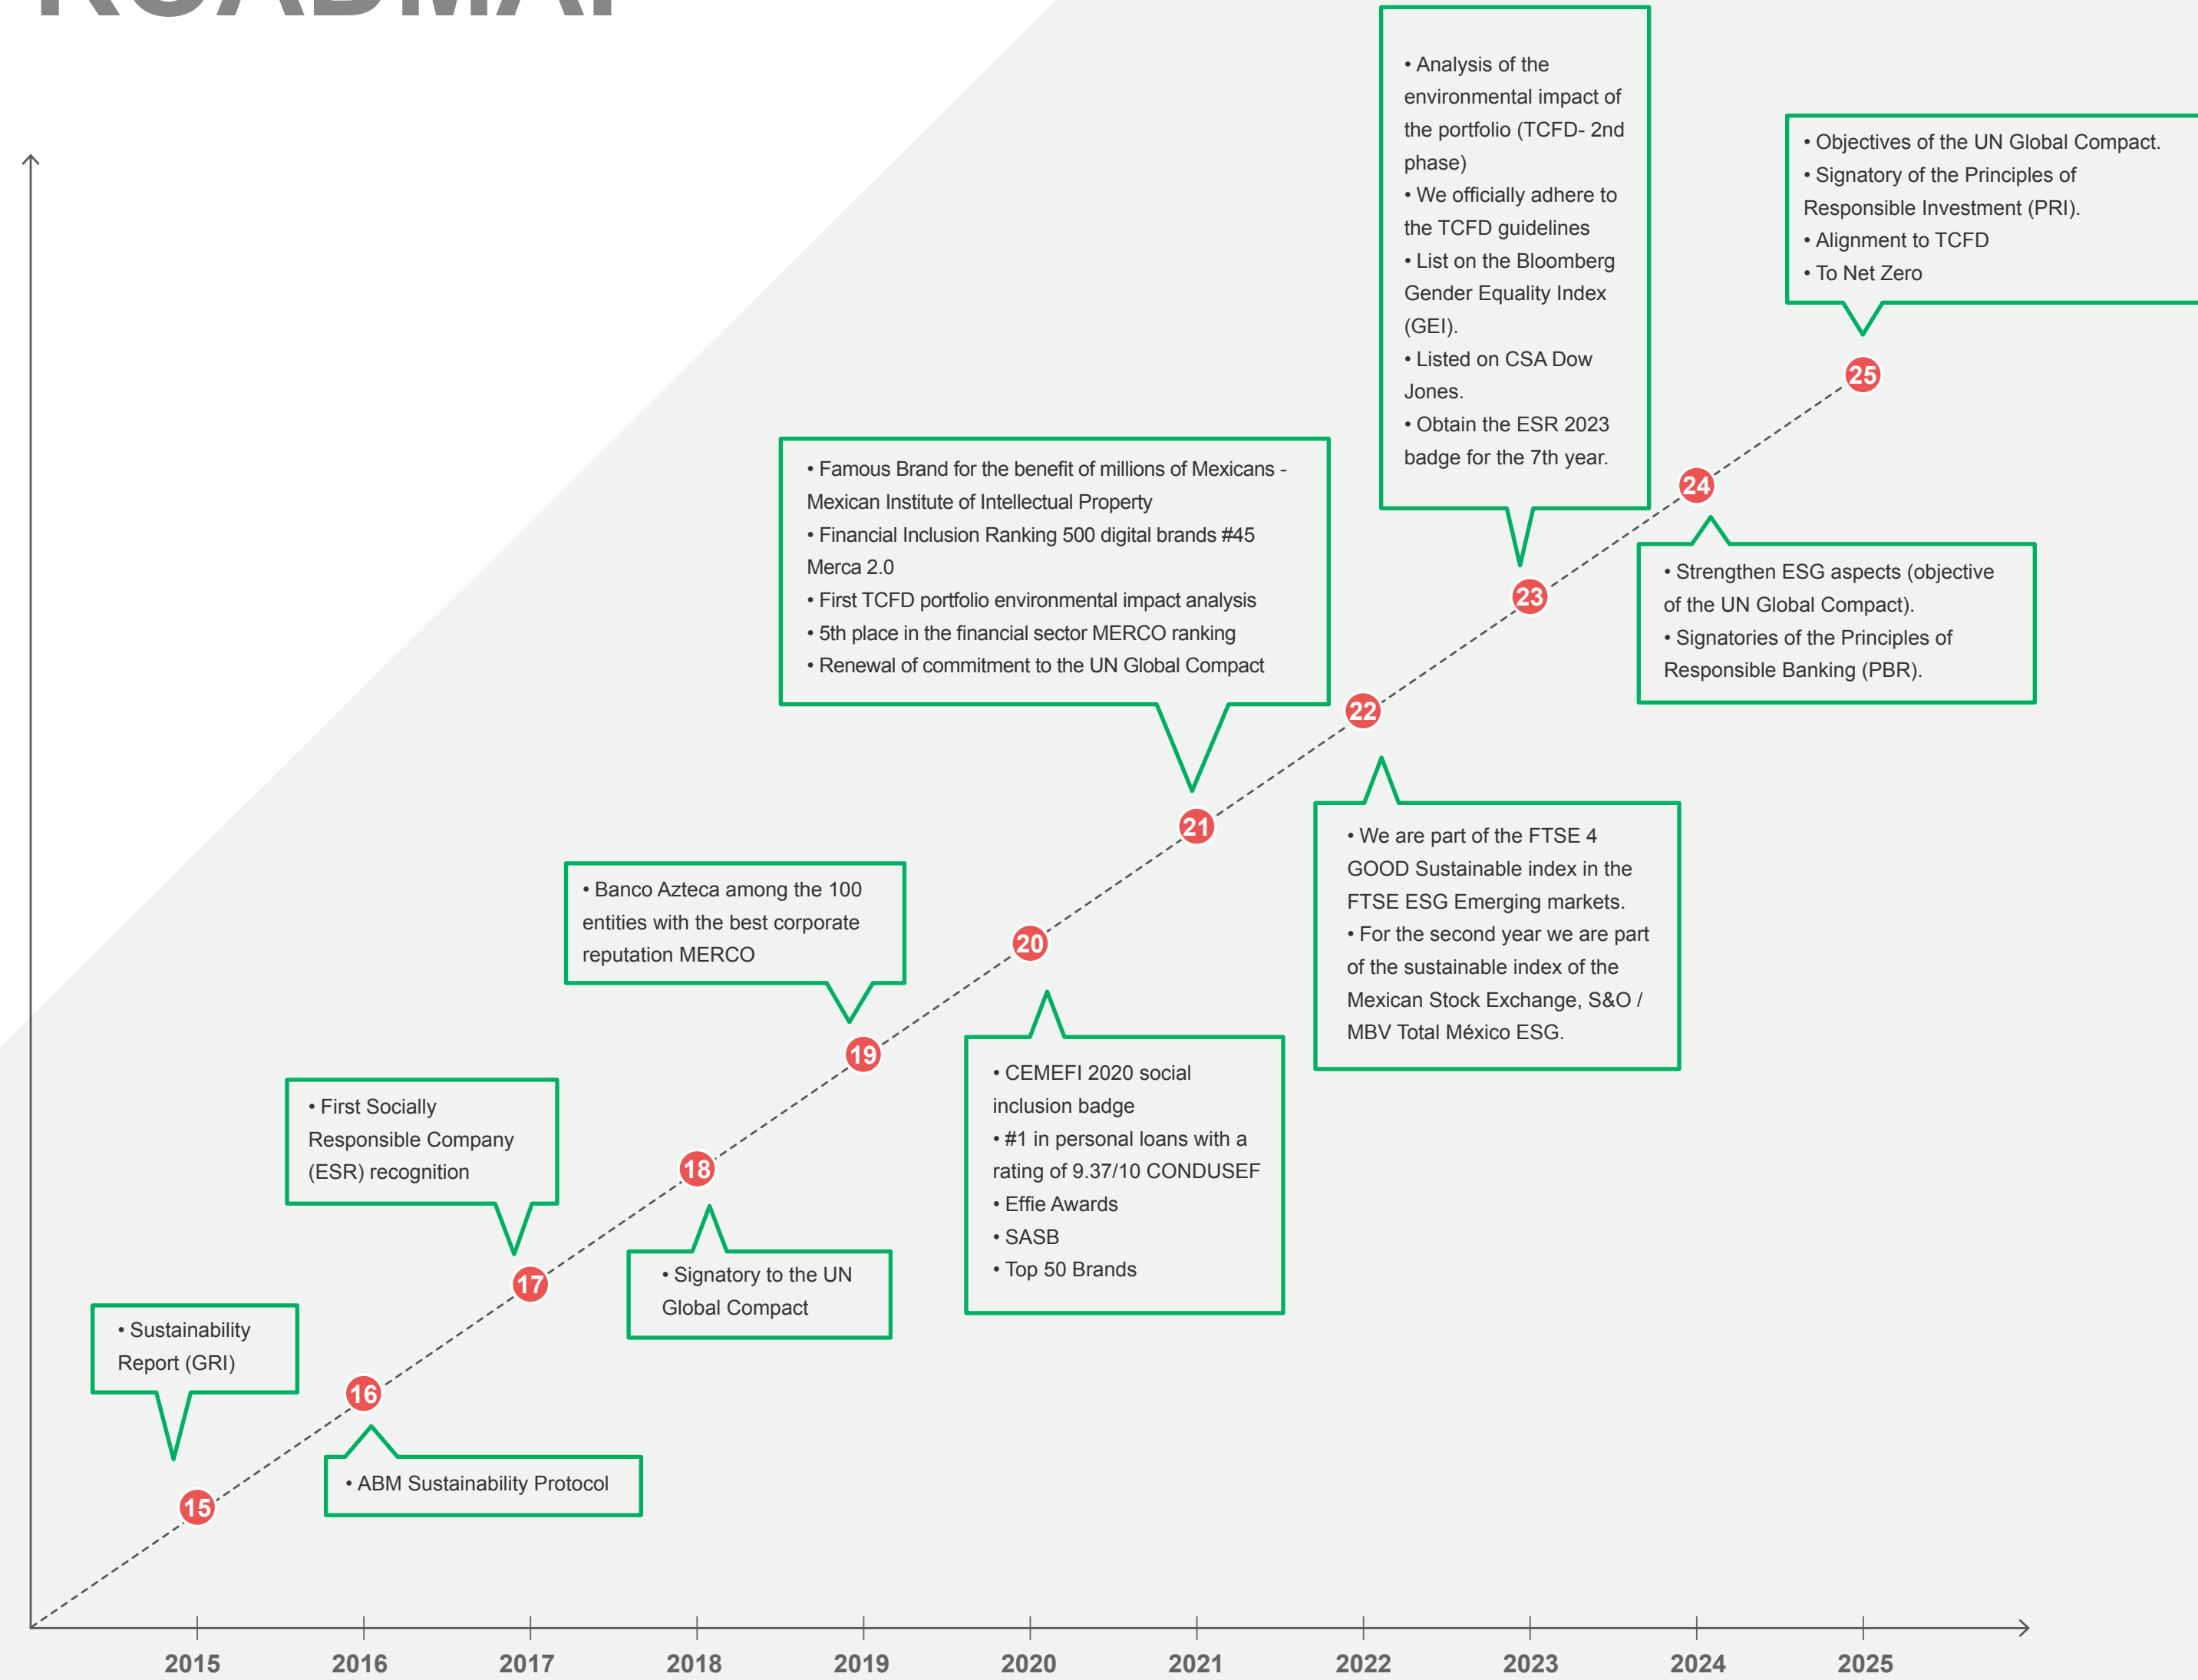 ROADMAP
• Analysis of the
environmental impact of
the portfolio (TCFD- 2nd
phase)
• We officially adhere to
the TCFD guidelines
• List on the Bloomberg
Gender Equality Index
(GEI).
• Listed on CSA Dow
Jones.
• Obtain the ESR 2023
badge for the 7th year.
• Objectives of the UN Global Compact.
• Signatory of the Principles of
Responsible Investment (PRI).
• Alignment to TCFD
• To Net Zero
25
• Famous Brand for the benefit of millions of Mexicans -
Mexican Institute of Intellectual Property
• Financial Inclusion Ranking 500 digital brands #45
Merca 2.0
• First TCFD portfolio environmental impact analysis
• 5th place in the financial sector MERCO ranking
• Renewal of commitment to the UN Global Compact
24
• Strengthen ESG aspects (objective
of the UN Global Compact).
• Signatories of the Principles of
Responsible Banking (PBR).
23
22
21
• We are part of the FTSE 4
GOOD Sustainable index in the
FTSE ESG Emerging markets.
• For the second year we are part
of the sustainable index of the
Mexican Stock Exchange, S&O /
MBV Total México ESG.
• Banco Azteca among the 100
entities with the best corporate
reputation MERCO
20
19
• CEMEFI 2020 social
inclusion badge
• #1 in personal loans with a
rating of 9.37/10 CONDUSEF
• Effie Awards
• SASB
• Top 50 Brands
• First Socially
Responsible Company
(ESR) recognition
18
• Signatory to the UN
Global Compact
17
• Sustainability
Report (GRI)
16
• ABM Sustainability Protocol
15
2015 2016 2017 2018 2019 2020 2021 2022 2023 2024 2025